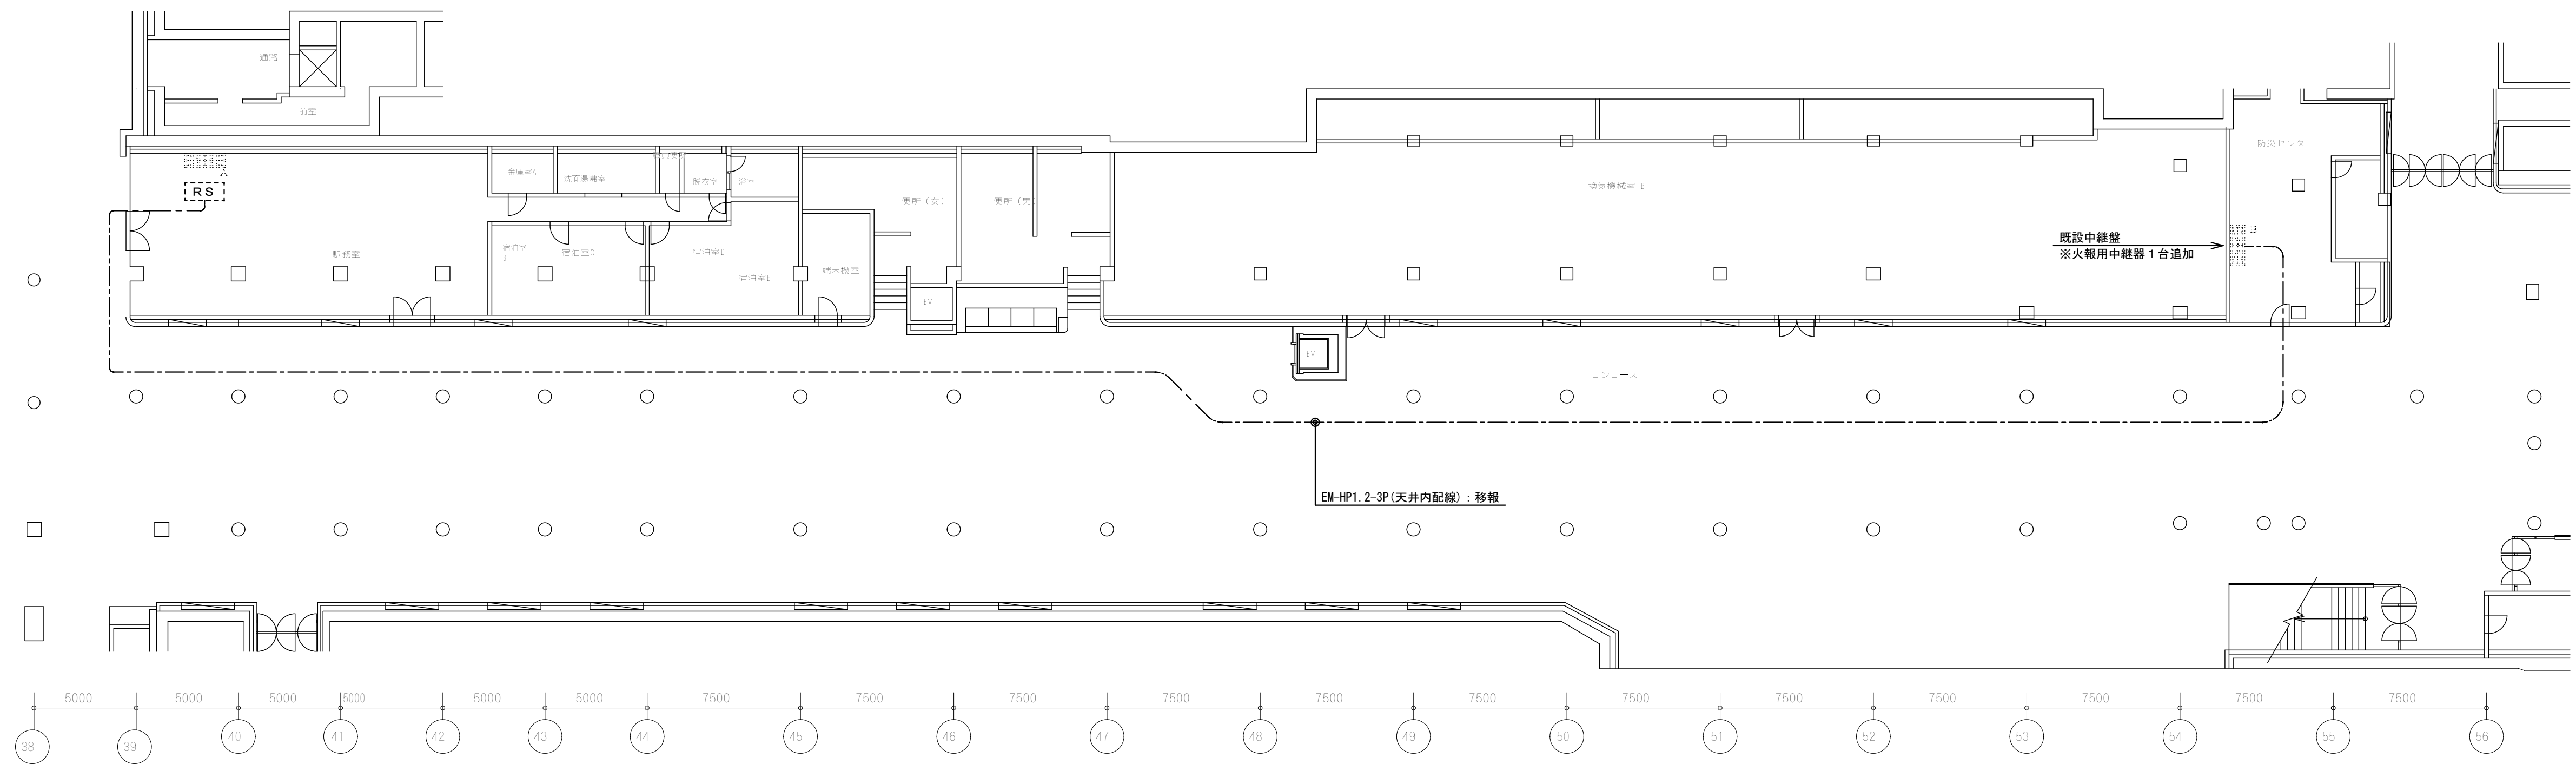 通路
前室
金庫室A
洗面湯沸室
脱衣室
浴室
便所（女）
便所（男）
換気機械室 B
防災センター
RS
駅務室
宿泊室
B
宿泊室C
宿泊室D
宿泊室E
端末機室
既設中継盤
※火報用中継器１台追加
EV
EV
コンコース
EM-HP1.2-3P(天井内配線)：移報
5000 5000 5000 5000 5000 5000 7500 7500 7500 7500 7500 7500 7500 7500 7500 7500 7500 7500
38 39 40 41 42 43 44 45 46 47 48 49 50 51 52 53 54 55 56